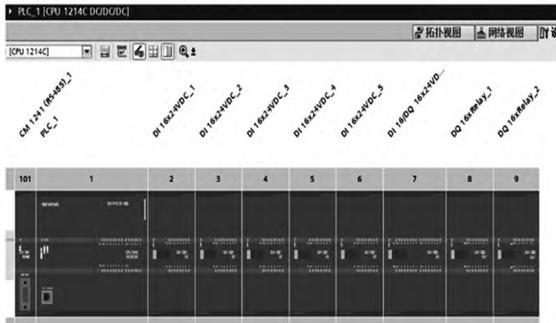 PLC_1 [CPU 1214C DC/DC/DC]
拓扑视图 网络视图
[CPU 1214C]
CM 1241 (RS485)_1
PLC_1
DI 16x24VDC_1
DI 16x24VDC_2
DI 16x24VDC_3
DI 16x24VDC_4
DI 16x24VDC_5
DI 16/DQ 16x24VD...
DQ 16xRelay_1
DQ 16xRelay_2
101 1 2 3 4 5 6 7 8 9